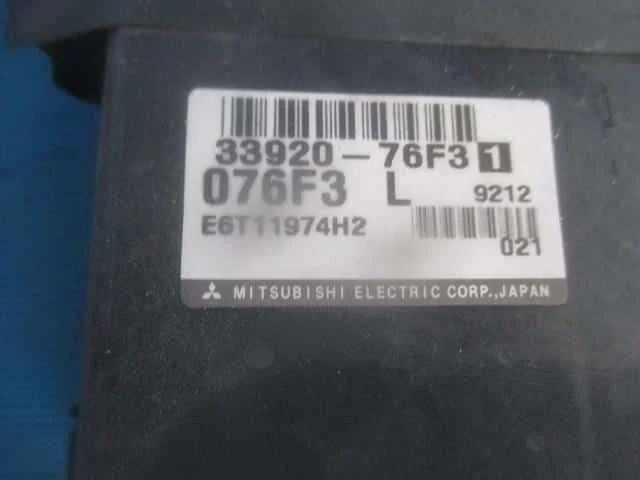 33920-76F3 1
076F3 L 9212
E6T11974H2
021
MITSUBISHI ELECTRIC CORP.,JAPAN